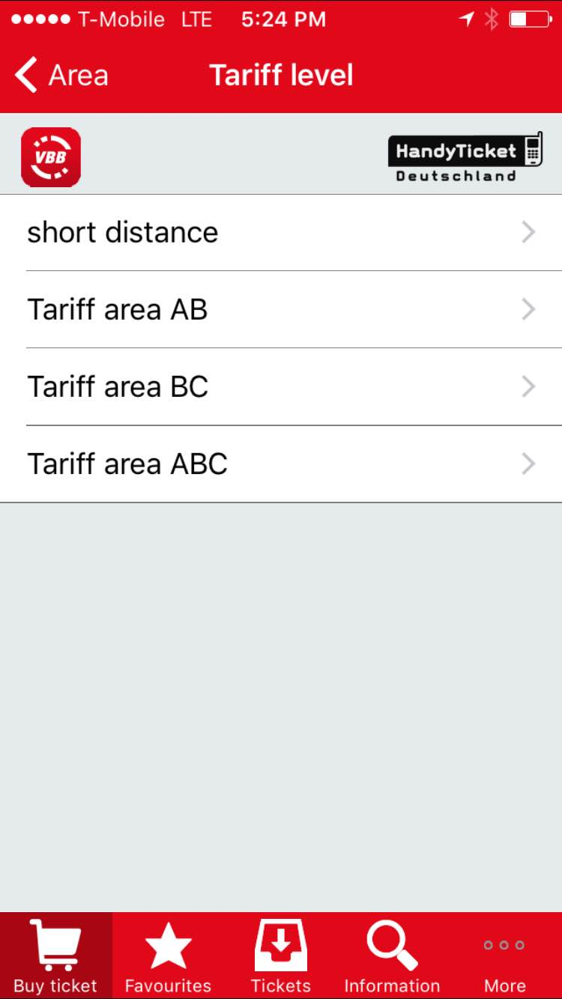 T-Mobile LTE 5:24 PM
Area Tariff level
VBB
HandyTicket
Deutschland
short distance
Tariff area AB
Tariff area BC
Tariff area ABC
Buy ticket Favourites Tickets Information More